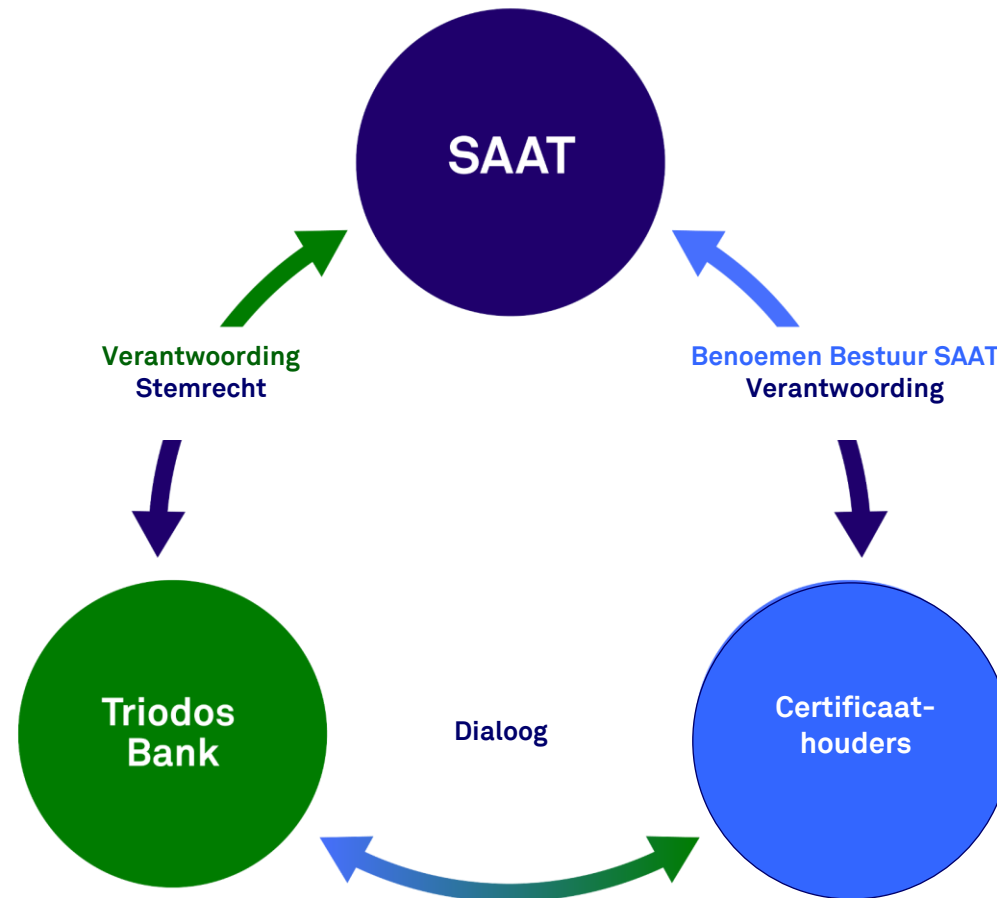 SAAT
Verantwoording
Stemrecht
Benoemen Bestuur SAAT
Verantwoording
Triodos
Bank
Dialoog
Certificaat-
houders